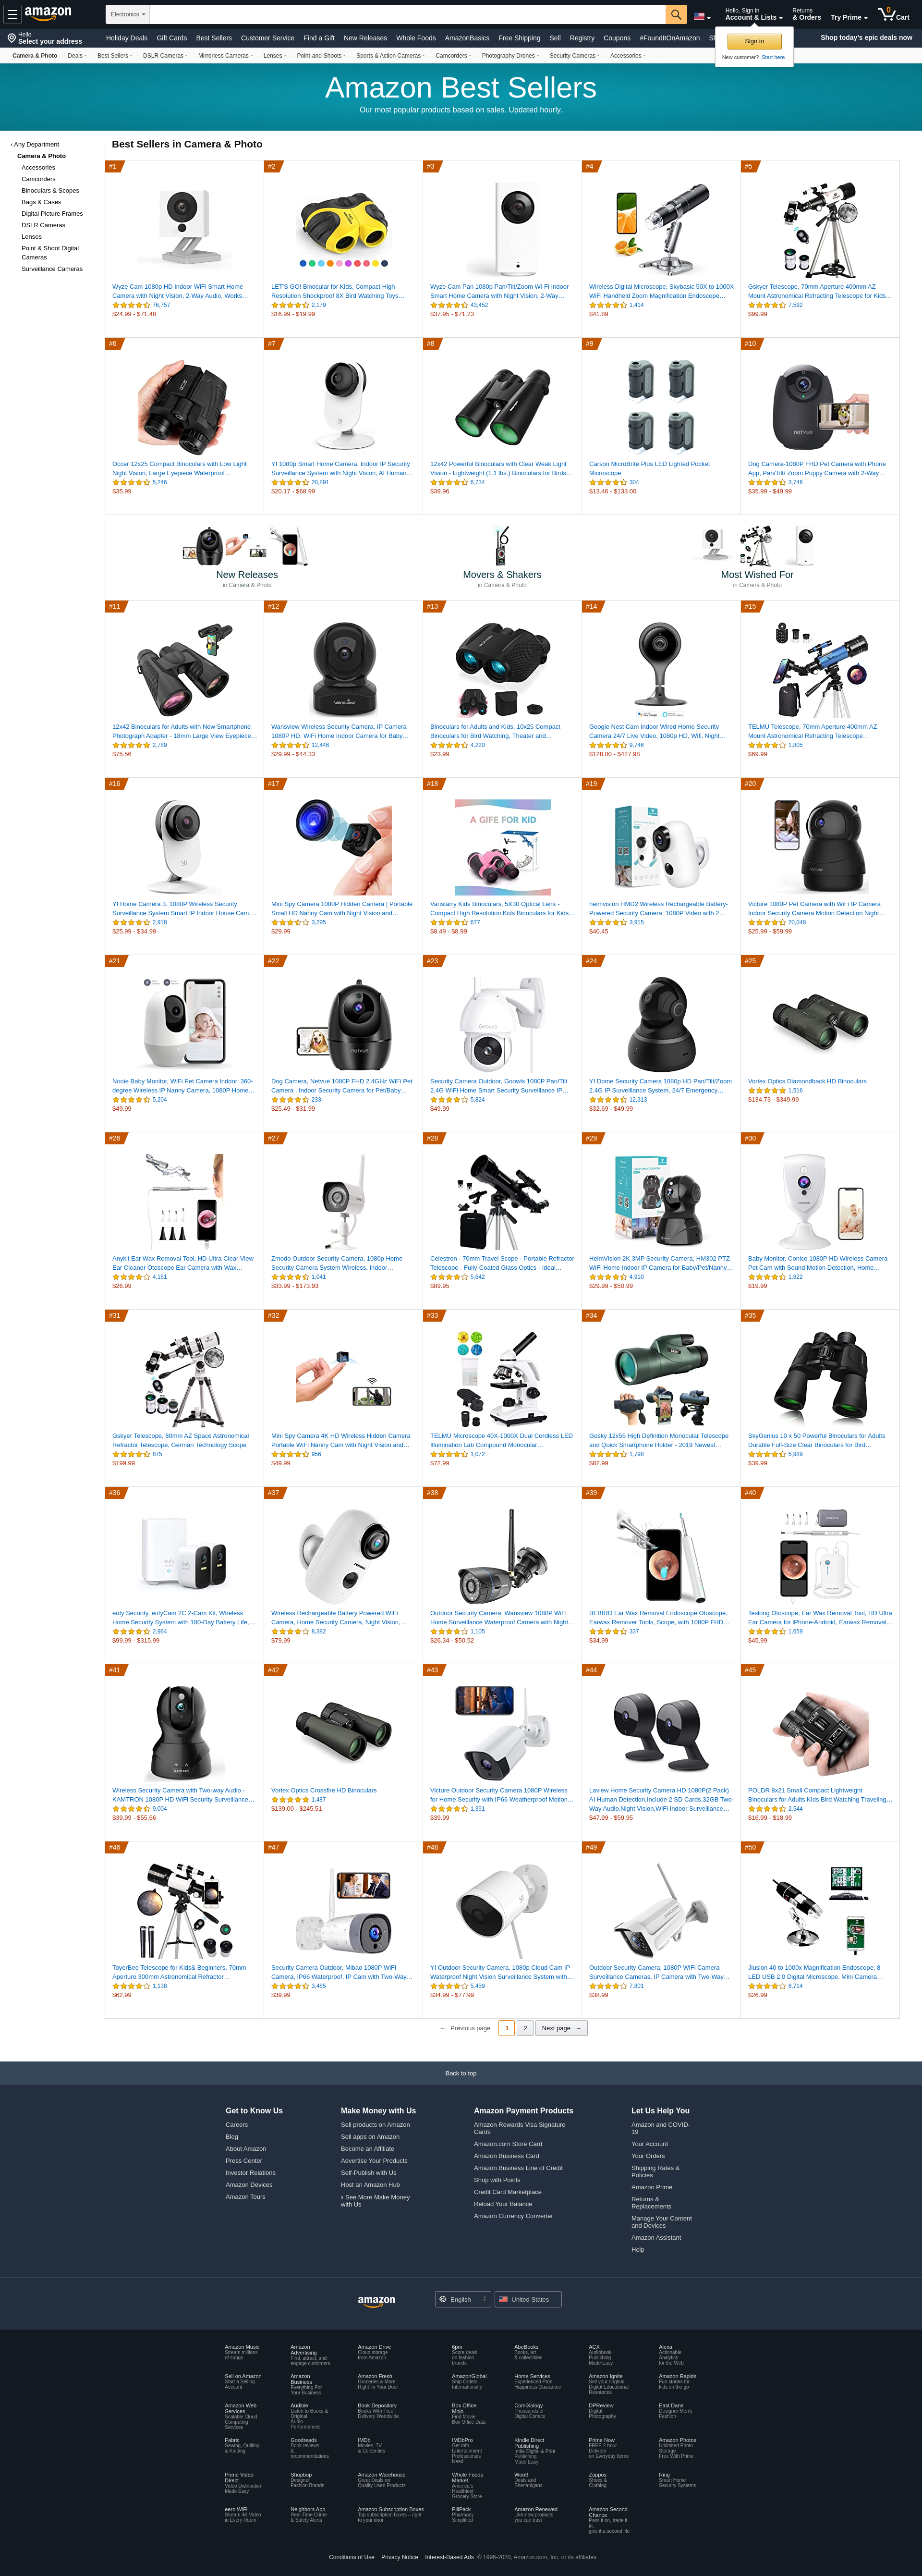 amazon
Electronics
Hello, Sign in
Account & Lists
Returns
& Orders
Try Prime
0
Cart
Hello
Select your address
Holiday Deals Gift Cards Best Sellers Customer Service Find a Gift New Releases Whole Foods AmazonBasics Free Shipping Sell Registry Coupons #FoundItOnAmazon
Shop today's epic deals now
Sign in
New customer? Start here.
Camera & Photo Deals Best Sellers DSLR Cameras Mirrorless Cameras Lenses Point-and-Shoots Sports & Action Cameras Camcorders Photography Drones Security Cameras Accessories
Amazon Best Sellers
Our most popular products based on sales. Updated hourly.
‹ Any Department
Camera & Photo
Accessories
Camcorders
Binoculars & Scopes
Bags & Cases
Digital Picture Frames
DSLR Cameras
Lenses
Point & Shoot Digital
Cameras
Surveillance Cameras
Best Sellers in Camera & Photo
#1
Wyze Cam 1080p HD Indoor WiFi Smart Home
Camera with Night Vision, 2-Way Audio, Works…
76,757
$24.99 - $71.48
#2
LET'S GO! Binocular for Kids, Compact High
Resolution Shockproof 8X Bird Watching Toys…
2,179
$16.99 - $19.99
#3
Wyze Cam Pan 1080p Pan/Tilt/Zoom Wi-Fi Indoor
Smart Home Camera with Night Vision, 2-Way…
43,452
$37.95 - $71.23
#4
Wireless Digital Microscope, Skybasic 50X to 1000X
WiFi Handheld Zoom Magnification Endoscope…
1,414
$41.89
#5
Gskyer Telescope, 70mm Aperture 400mm AZ
Mount Astronomical Refracting Telescope for Kids…
7,592
$99.99
#6
Occer 12x25 Compact Binoculars with Low Light
Night Vision, Large Eyepiece Waterproof…
5,246
$35.99
#7
YI 1080p Smart Home Camera, Indoor IP Security
Surveillance System with Night Vision, AI Human…
20,891
$20.17 - $68.99
#8
12x42 Powerful Binoculars with Clear Weak Light
Vision - Lightweight (1.1 lbs.) Binoculars for Birds…
6,734
$39.96
#9
Carson MicroBrite Plus LED Lighted Pocket
Microscope
304
$13.46 - $133.00
#10
netvue
Dog Camera-1080P FHD Pet Camera with Phone
App, Pan/Tilt/ Zoom Puppy Camera with 2-Way…
3,746
$35.99 - $49.99
New Releases
in Camera & Photo
Movers & Shakers
in Camera & Photo
Most Wished For
in Camera & Photo
#11
12x42 Binoculars for Adults with New Smartphone
Photograph Adapter - 18mm Large View Eyepiece…
2,789
$75.56
#12
Wansview Wireless Security Camera, IP Camera
1080P HD, WiFi Home Indoor Camera for Baby…
12,446
$29.99 - $44.33
#13
Binoculars for Adults and Kids, 10x25 Compact
Binoculars for Bird Watching, Theater and…
4,220
$23.99
#14
Google Nest Cam Indoor Wired Home Security
Camera 24/7 Live Video, 1080p HD, Wifi, Night…
9,746
$128.00 - $427.98
#15
TELMU Telescope, 70mm Aperture 400mm AZ
Mount Astronomical Refracting Telescope…
1,805
$69.99
#16
YI Home Camera 3, 1080P Wireless Security
Surveillance System Smart IP Indoor House Cam,…
2,918
$25.99 - $34.99
#17
Mini Spy Camera 1080P Hidden Camera | Portable
Small HD Nanny Cam with Night Vision and…
3,295
$29.99
#18
A GIFE FOR KID
Vanstarry Kids Binoculars, 5X30 Optical Lens -
Compact High Resolution Kids Binoculars for Kids…
677
$8.49 - $8.99
#19
heimvision HMD2 Wireless Rechargeable Battery-
Powered Security Camera, 1080P Video with 2…
3,915
$40.45
#20
Victure 1080P Pet Camera with WiFi IP Camera
Indoor Security Camera Motion Detection Night…
20,048
$25.99 - $59.99
#21
Nooie Baby Monitor, WiFi Pet Camera Indoor, 360-
degree Wireless IP Nanny Camera, 1080P Home…
5,204
$49.99
#22
netvue
Dog Camera, Netvue 1080P FHD 2.4GHz WiFi Pet
Camera , Indoor Security Camera for Pet/Baby…
233
$25.49 - $31.99
#23
Security Camera Outdoor, Goowls 1080P Pan/Tilt
2.4G WiFi Home Smart Security Surveillance IP…
5,824
$49.99
#24
YI Dome Security Camera 1080p HD Pan/Tilt/Zoom
2.4G IP Surveillance System, 24/7 Emergency…
12,313
$32.69 - $49.99
#25
Vortex Optics Diamondback HD Binoculars
1,516
$134.73 - $349.99
#26
Anykit Ear Wax Removal Tool, HD Ultra Clear View
Ear Cleaner Otoscope Ear Camera with Wax…
4,161
$26.99
#27
Zmodo Outdoor Security Camera, 1080p Home
Security Camera System Wireless, Indoor…
1,041
$33.99 - $173.93
#28
Celestron - 70mm Travel Scope - Portable Refractor
Telescope - Fully-Coated Glass Optics - Ideal…
5,642
$89.95
#29
HeimVision 2K 3MP Security Camera, HM302 PTZ
WiFi Home Indoor IP Camera for Baby/Pet/Nanny…
4,910
$29.99 - $50.99
#30
Baby Monitor, Conico 1080P HD Wireless Camera
Pet Cam with Sound Motion Detection, Home…
1,822
$19.99
#31
Gskyer Telescope, 80mm AZ Space Astronomical
Refractor Telescope, German Technology Scope
875
$199.99
#32
Mini Spy Camera 4K HD Wireless Hidden Camera
Portable WIFI Nanny Cam with Night Vision and…
956
$49.99
#33
TELMU Microscope 40X-1000X Dual Cordless LED
Illumination Lab Compound Monocular…
1,072
$72.99
#34
Gosky 12x55 High Definition Monocular Telescope
and Quick Smartphone Holder - 2019 Newest…
1,798
$82.99
#35
SkyGenius 10 x 50 Powerful Binoculars for Adults
Durable Full-Size Clear Binoculars for Bird…
5,989
$39.99
#36
eufy Security, eufyCam 2C 2-Cam Kit, Wireless
Home Security System with 180-Day Battery Life,…
2,964
$99.99 - $315.99
#37
Wireless Rechargeable Battery Powered WiFi
Camera, Home Security Camera, Night Vision,…
8,382
$79.99
#38
Outdoor Security Camera, Wansview 1080P WiFi
Home Surveillance Waterproof Camera with Night…
1,105
$26.34 - $50.52
#39
BEBIRD Ear Wax Removal Endoscope Otoscope,
Earwax Remover Tools, Scope, with 1080P FHD…
337
$34.99
#40
Teslong Otoscope, Ear Wax Removal Tool, HD Ultra
Ear Camera for iPhone-Android, Earwax Removal…
1,659
$45.99
#41
Wireless Security Camera with Two-way Audio -
KAMTRON 1080P HD WiFi Security Surveillance…
9,004
$39.99 - $55.66
#42
Vortex Optics Crossfire HD Binoculars
1,487
$139.00 - $245.51
#43
Victure Outdoor Security Camera 1080P Wireless
for Home Security with IP66 Weatherproof Motion…
1,391
$39.99
#44
Laview Home Security Camera HD 1080P(2 Pack)
AI Human Detection,Include 2 SD Cards,32GB Two-
Way Audio,Night Vision,WiFi Indoor Surveillance…
$47.99 - $59.95
#45
POLDR 8x21 Small Compact Lightweight
Binoculars for Adults Kids Bird Watching Traveling…
2,544
$16.99 - $18.99
#46
ToyerBee Telescope for Kids& Beginners, 70mm
Aperture 300mm Astronomical Refractor…
1,138
$62.99
#47
Security Camera Outdoor, Mibao 1080P WiFi
Camera, IP66 Waterproof, IP Cam with Two-Way…
3,485
$39.99
#48
YI Outdoor Security Camera, 1080p Cloud Cam IP
Waterproof Night Vision Surveillance System with…
5,459
$34.99 - $77.99
#49
Outdoor Security Camera, 1080P WiFi Camera
Surveillance Cameras, IP Camera with Two-Way…
7,801
$38.99
#50
Jiusion 40 to 1000x Magnification Endoscope, 8
LED USB 2.0 Digital Microscope, Mini Camera…
8,714
$26.99
← Previous page 1 2 Next page →
Back to top
Get to Know Us
Careers
Blog
About Amazon
Press Center
Investor Relations
Amazon Devices
Amazon Tours
Make Money with Us
Sell products on Amazon
Sell apps on Amazon
Become an Affiliate
Advertise Your Products
Self-Publish with Us
Host an Amazon Hub
› See More Make Money
with Us
Amazon Payment Products
Amazon Rewards Visa Signature
Cards
Amazon.com Store Card
Amazon Business Card
Amazon Business Line of Credit
Shop with Points
Credit Card Marketplace
Reload Your Balance
Amazon Currency Converter
Let Us Help You
Amazon and COVID-
19
Your Account
Your Orders
Shipping Rates &
Policies
Amazon Prime
Returns &
Replacements
Manage Your Content
and Devices
Amazon Assistant
Help
amazon
English
United States
Amazon Music
Stream millions
of songs
Amazon
Advertising
Find, attract, and
engage customers
Amazon Drive
Cloud storage
from Amazon
6pm
Score deals
on fashion
brands
AbeBooks
Books, art
& collectibles
ACX
Audiobook
Publishing
Made Easy
Alexa
Actionable
Analytics
for the Web
Sell on Amazon
Start a Selling
Account
Amazon
Business
Everything For
Your Business
Amazon Fresh
Groceries & More
Right To Your Door
AmazonGlobal
Ship Orders
Internationally
Home Services
Experienced Pros
Happiness Guarantee
Amazon Ignite
Sell your original
Digital Educational
Resources
Amazon Rapids
Fun stories for
kids on the go
Amazon Web
Services
Scalable Cloud
Computing
Services
Audible
Listen to Books &
Original
Audio
Performances
Book Depository
Books With Free
Delivery Worldwide
Box Office
Mojo
Find Movie
Box Office Data
ComiXology
Thousands of
Digital Comics
DPReview
Digital
Photography
East Dane
Designer Men's
Fashion
Fabric
Sewing, Quilting
& Knitting
Goodreads
Book reviews
&
recommendations
IMDb
Movies, TV
& Celebrities
IMDbPro
Get Info
Entertainment
Professionals
Need
Kindle Direct
Publishing
Indie Digital & Print
Publishing
Made Easy
Prime Now
FREE 2-hour
Delivery
on Everyday Items
Amazon Photos
Unlimited Photo
Storage
Free With Prime
Prime Video
Direct
Video Distribution
Made Easy
Shopbop
Designer
Fashion Brands
Amazon Warehouse
Great Deals on
Quality Used Products
Whole Foods
Market
America's
Healthiest
Grocery Store
Woot!
Deals and
Shenanigans
Zappos
Shoes &
Clothing
Ring
Smart Home
Security Systems
eero WiFi
Stream 4K Video
in Every Room
Neighbors App
Real-Time Crime
& Safety Alerts
Amazon Subscription Boxes
Top subscription boxes – right
to your door
PillPack
Pharmacy
Simplified
Amazon Renewed
Like-new products
you can trust
Amazon Second
Chance
Pass it on, trade it
in,
give it a second life
Conditions of Use Privacy Notice Interest-Based Ads © 1996-2020, Amazon.com, Inc. or its affiliates